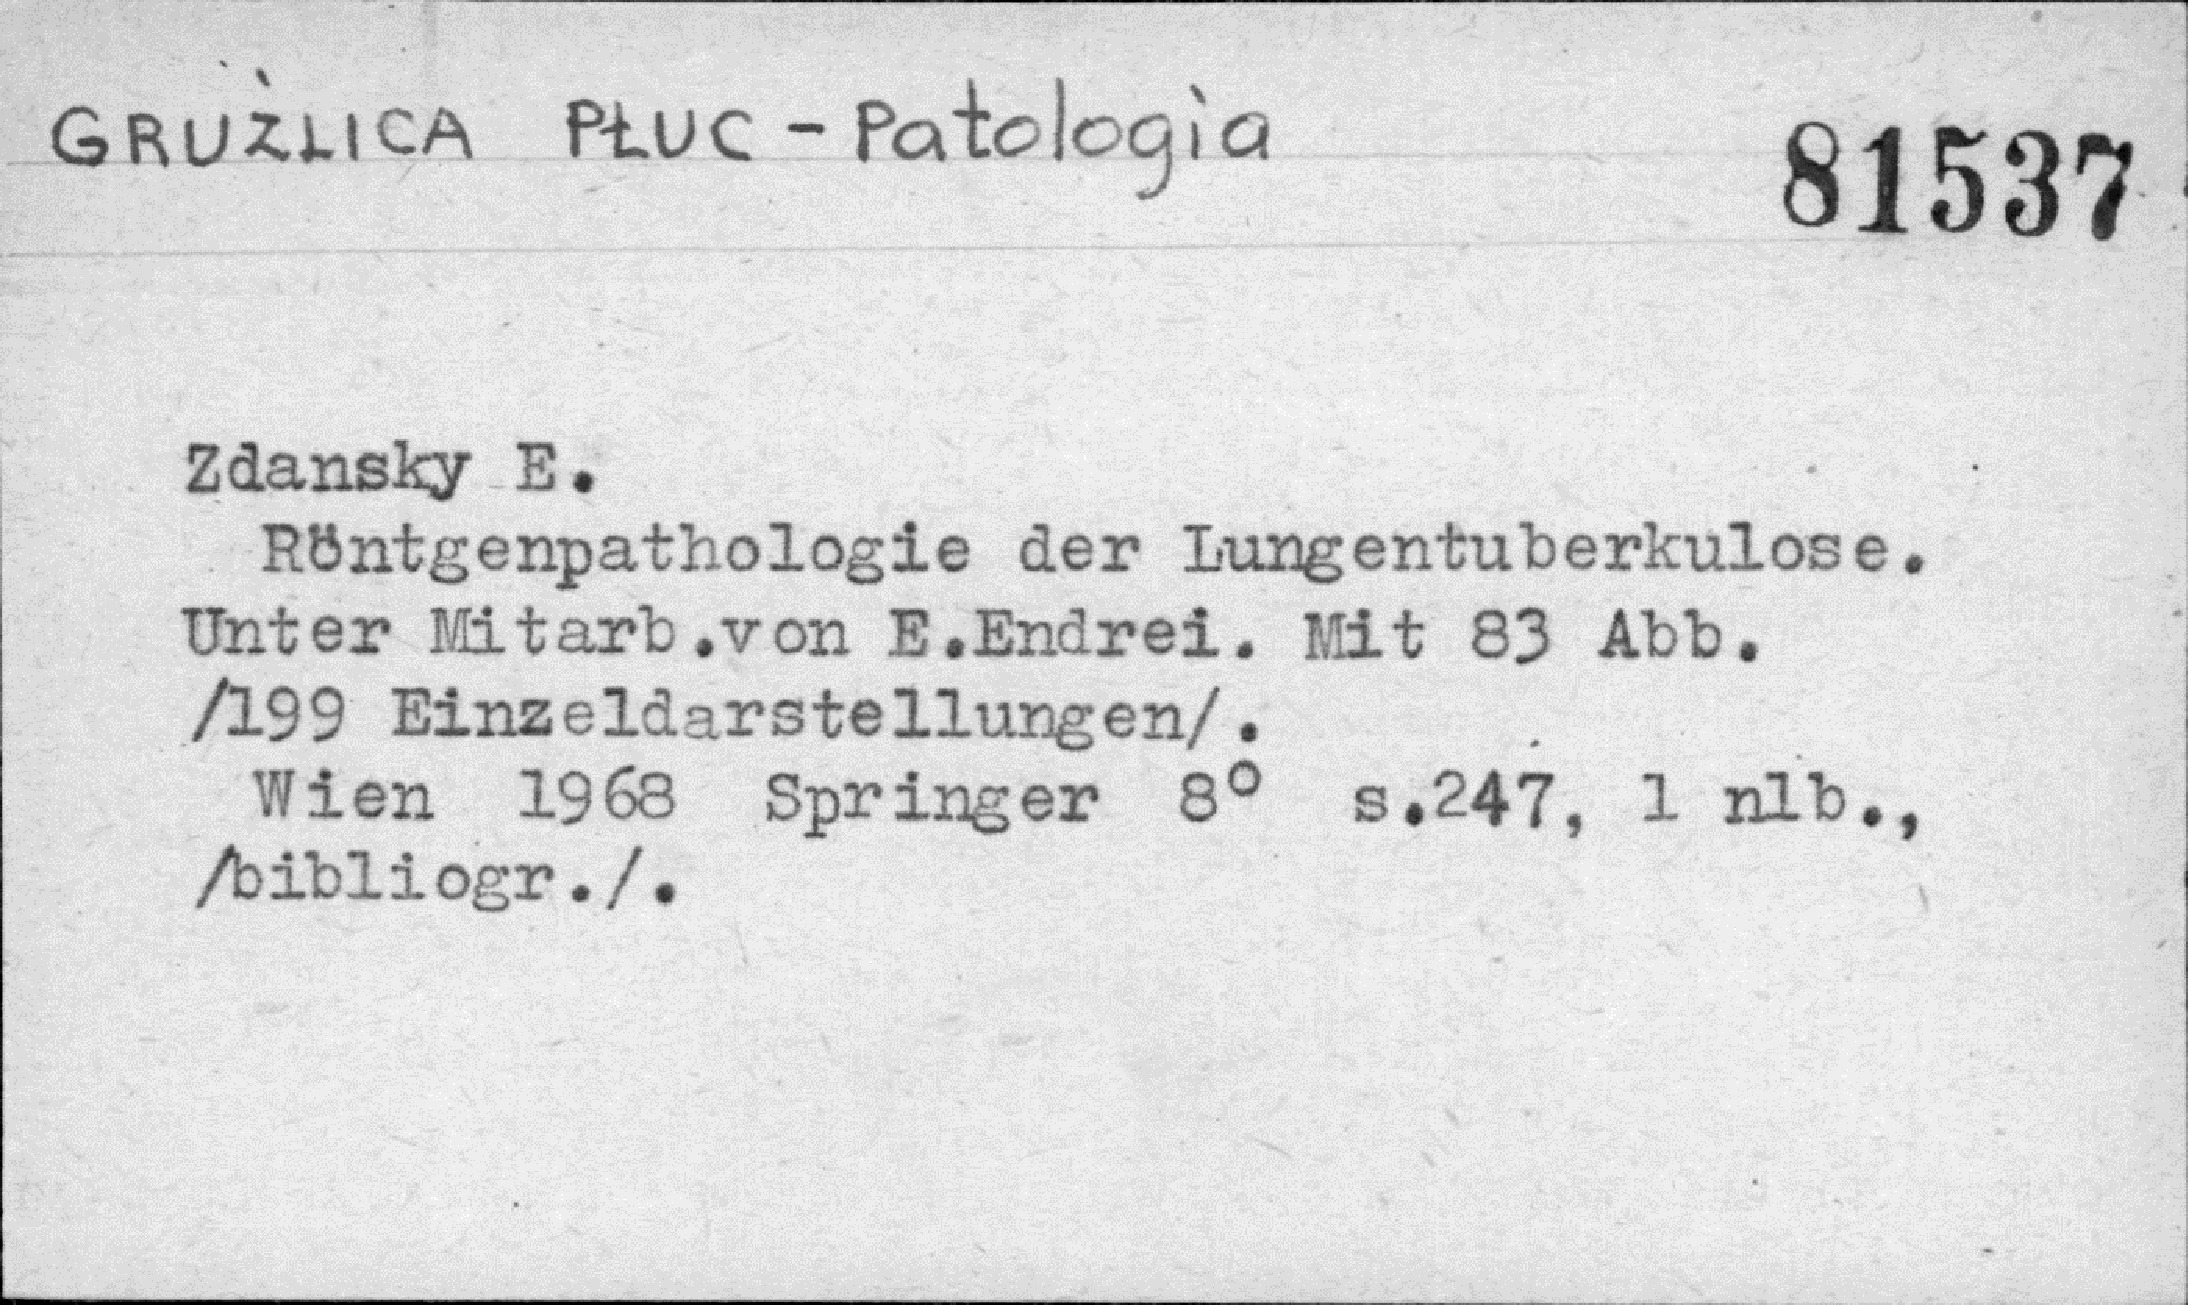 GRUŹLICA PŁUC - Patologia
81537
Zdansky E.
Röntgenpathologie der Lungentuberkulose.
Unter Mitarb.von E.Endrei. Mit 83 Abb.
/199 Einzeldarstellungen/.
Wien 1968 Springer 8° s.247, 1 nlb.,
/bibliogr./.